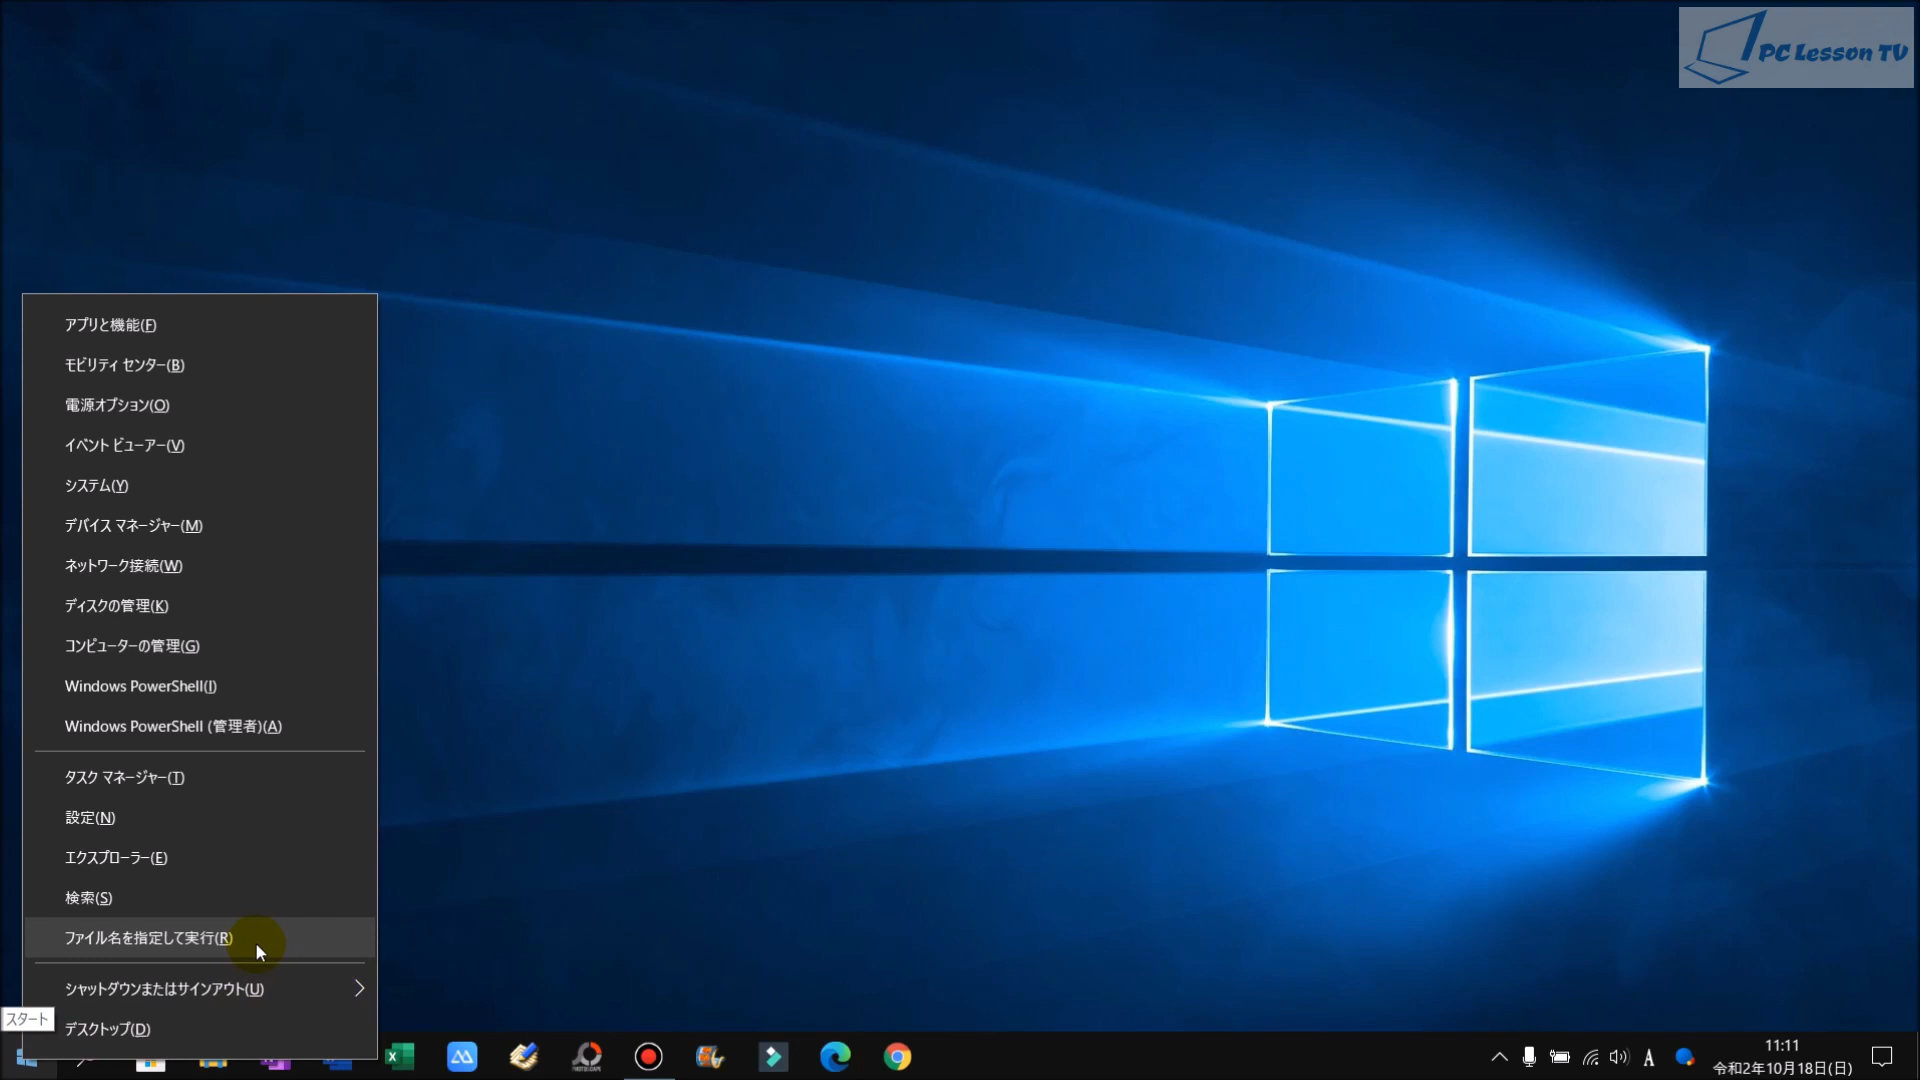 PC Lesson TV
アプリと機能(F)
モビリティ センター(B)
電源オプション(O)
イベント ビューアー(V)
システム(Y)
デバイス マネージャー(M)
ネットワーク接続(W)
ディスクの管理(K)
コンピューターの管理(G)
Windows PowerShell(I)
Windows PowerShell (管理者)(A)
タスク マネージャー(T)
設定(N)
エクスプローラー(E)
検索(S)
ファイル名を指定して実行(R)
シャットダウンまたはサインアウト(U)
スタート
デスクトップ(D)
A
11:11
令和2年10月18日(日)